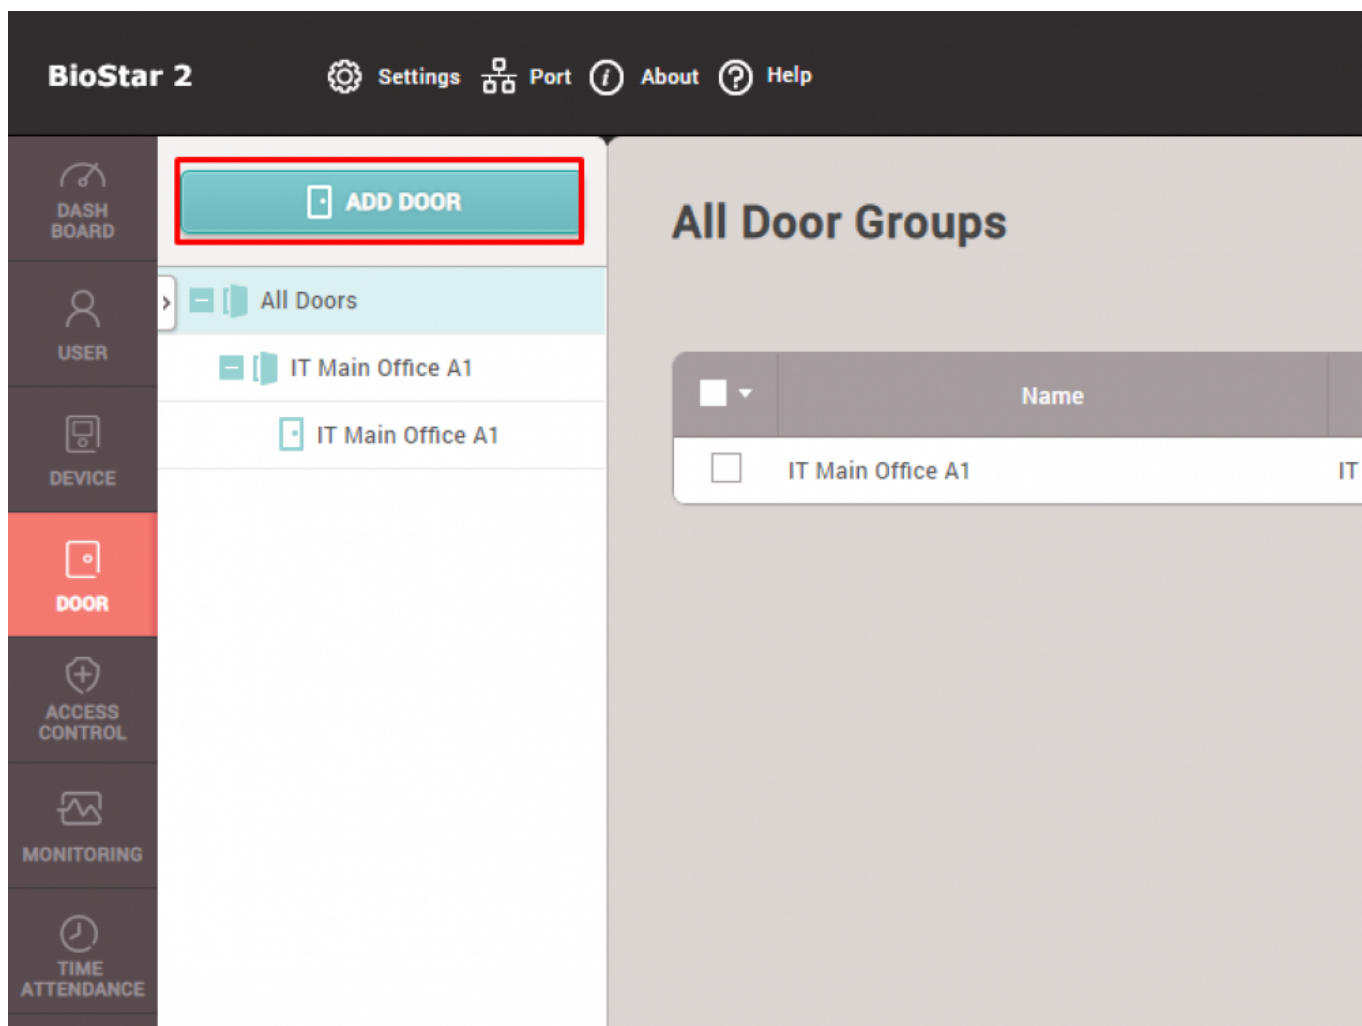 BioStar 2
Settings Port About Help
DASH
BOARD
USER
DEVICE
DOOR
ACCESS
CONTROL
MONITORING
TIME
ATTENDANCE
ADD DOOR
All Doors
IT Main Office A1
IT Main Office A1
All Door Groups
Name
IT Main Office A1 IT